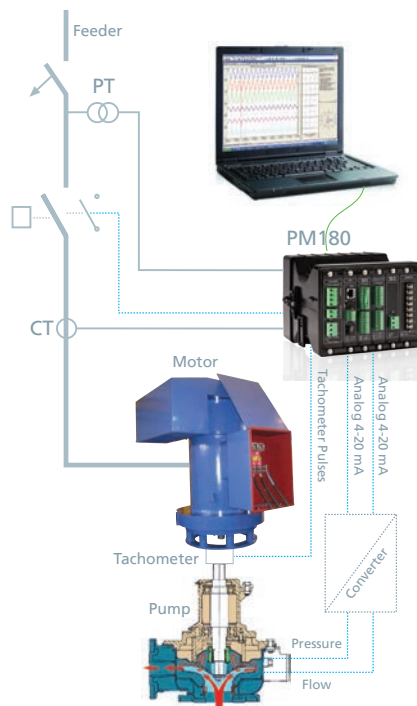 Feeder
PT
PM180
CT
Motor
Tachometer Pulses
Analog 4-20 mA
Analog 4-20 mA
Tachometer
Converter
Pump
Pressure
Flow